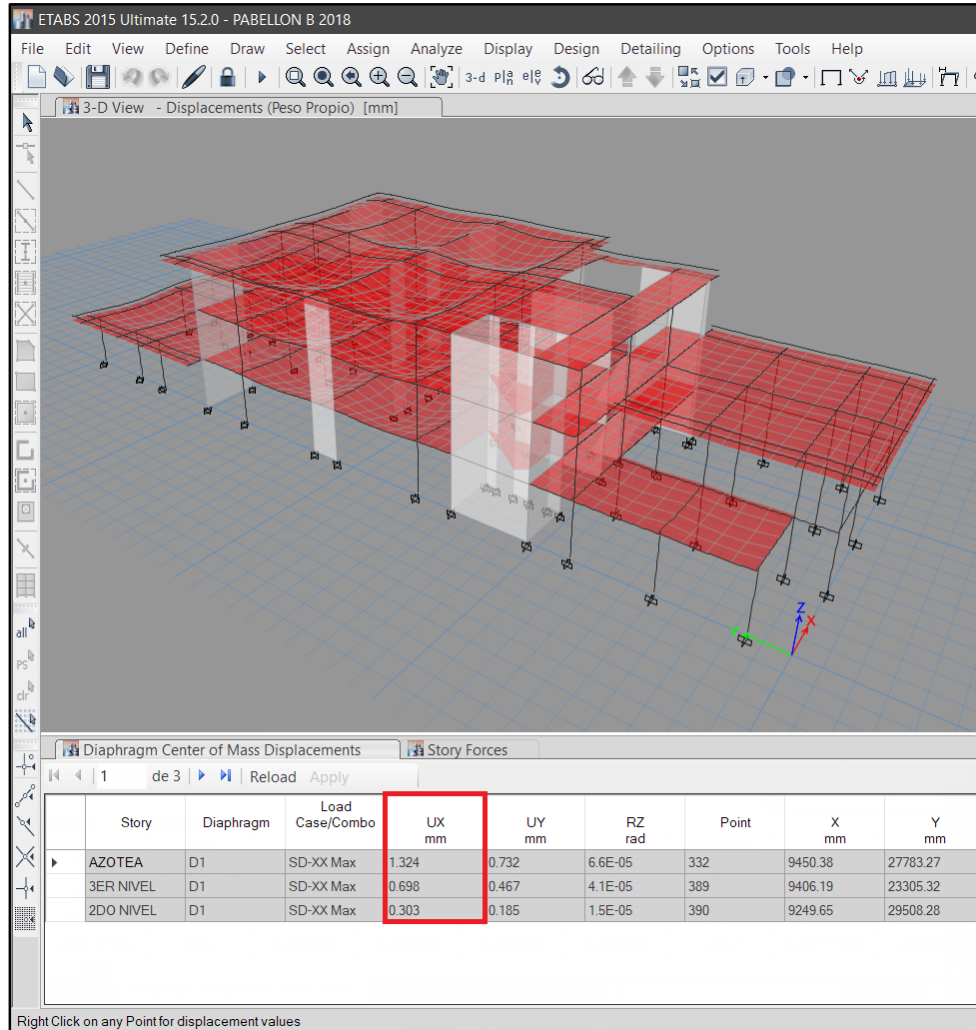 ETABS 2015 Ultimate 15.2.0 - PABELLON B 2018
File Edit View Define Draw Select Assign Analyze Display Design Detailing Options Tools Help
3-d
3-D View - Displacements (Peso Propio) [mm]
all
PS
clr
Z
X
Y
Diaphragm Center of Mass Displacements Story Forces
1 de 3 Reload Apply
Story Diaphragm Load Case/Combo UX mm UY mm RZ rad Point X mm Y mm
AZOTEA D1 SD-XX Max 1.324 0.732 6.6E-05 332 9450.38 27783.27
3ER NIVEL D1 SD-XX Max 0.698 0.467 4.1E-05 389 9406.19 23305.32
2DO NIVEL D1 SD-XX Max 0.303 0.185 1.5E-05 390 9249.65 29508.28
Right Click on any Point for displacement values